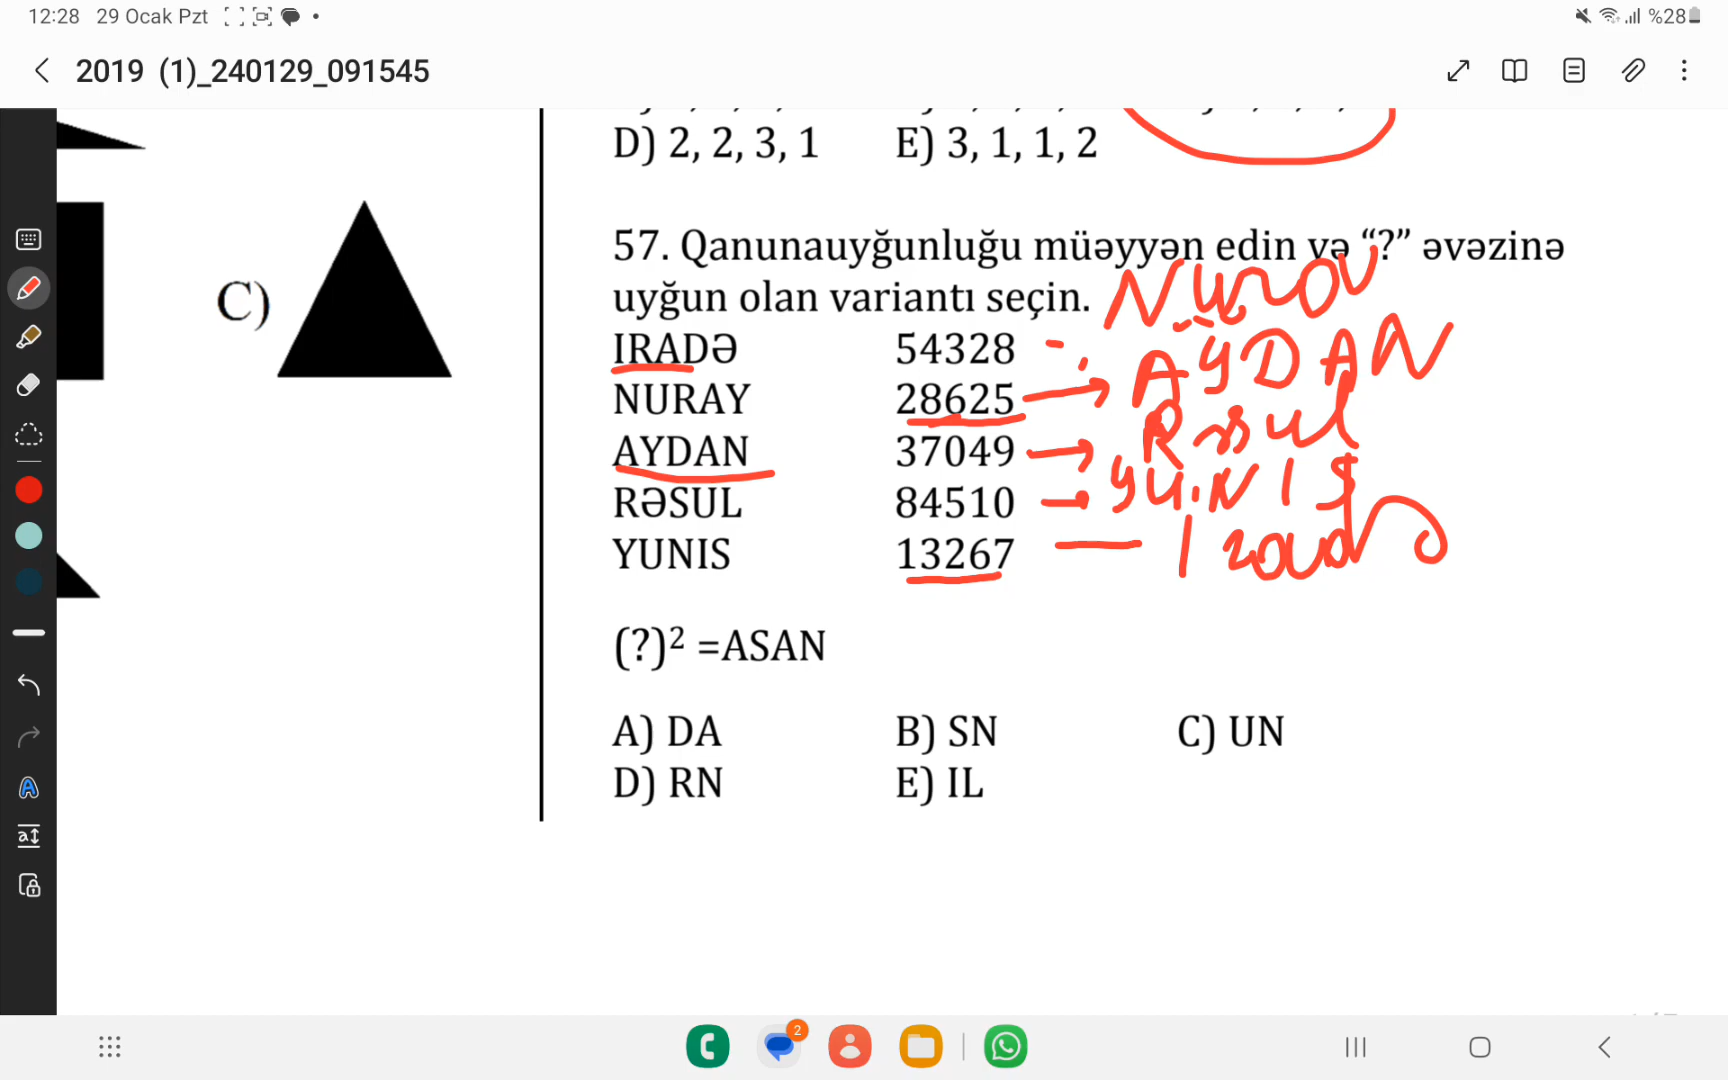 12:28 29 Ocak Pzt %28
2019 (1)_240129_091545
D) 2, 2, 3, 1 E) 3, 1, 1, 2
C)
57. Qanunauyğunluğu müəyyən edin və “?” əvəzinə
uyğun olan variantı seçin.
IRADƏ 54328
NURAY 28625 AYDAN
AYDAN 37049 Rəsul
RƏSUL 84510 YUNIS
YUNIS 13267
(?)² =ASAN
A) DA B) SN C) UN
D) RN E) IL
2